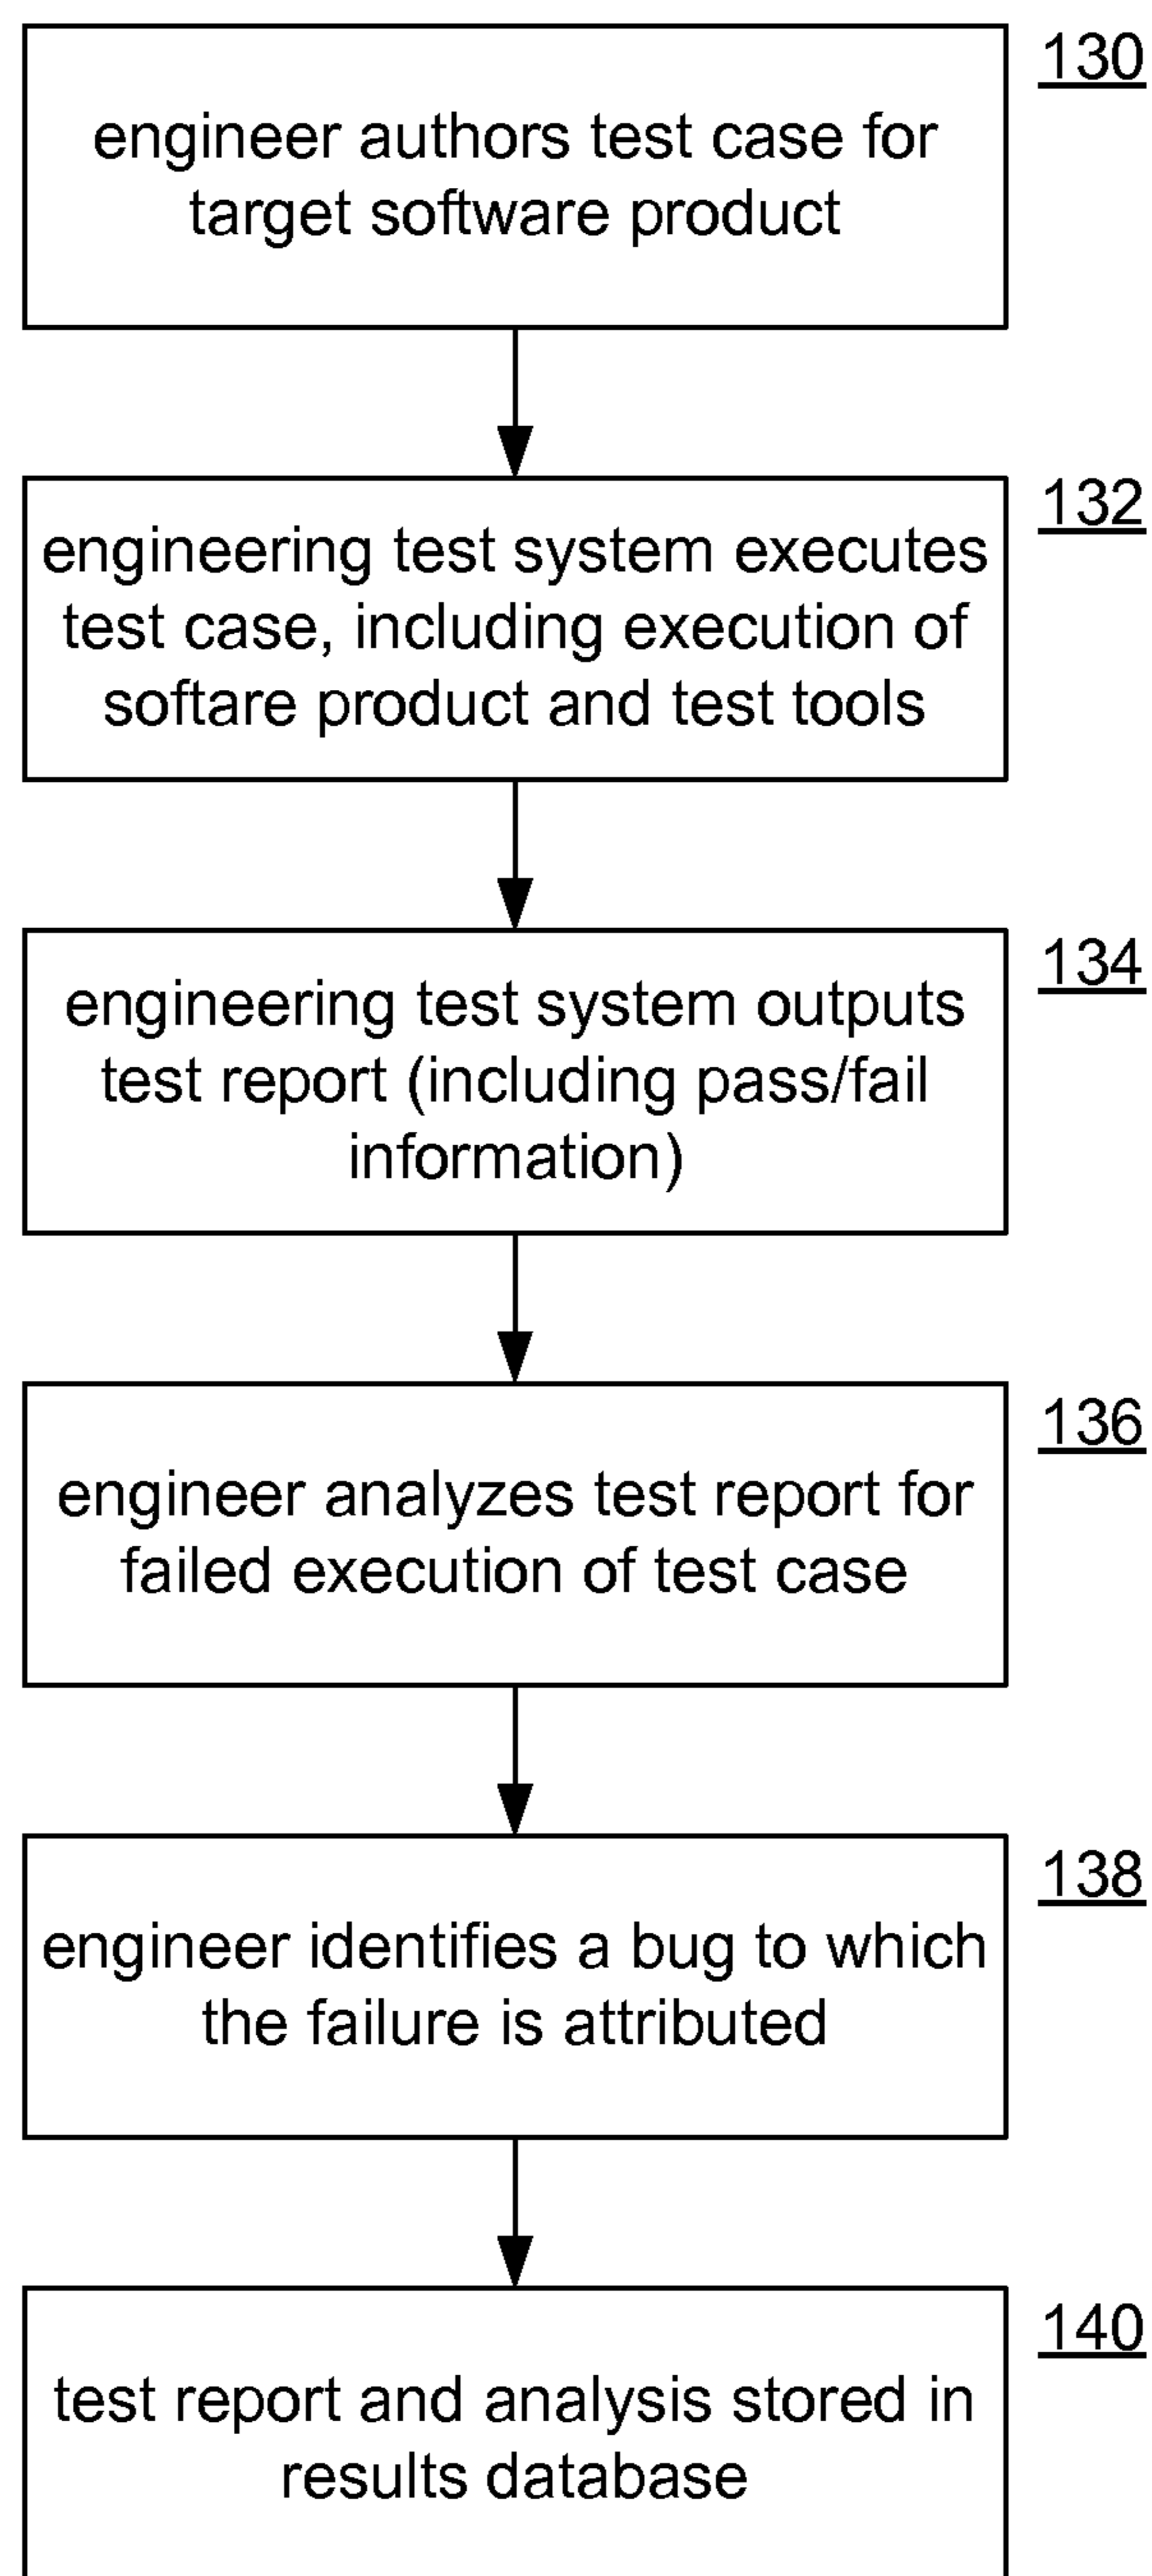 130
engineer authors test case for
target software product
132
engineering test system executes
test case, including execution of
softare product and test tools
134
engineering test system outputs
test report (including pass/fail
information)
136
engineer analyzes test report for
failed execution of test case
138
engineer identifies a bug to which
the failure is attributed
140
test report and analysis stored in
results database